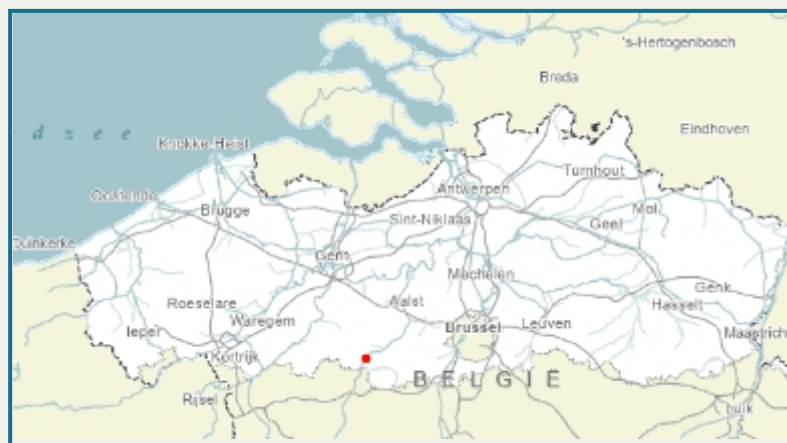 's-Hertogenbosch
Breda
d z e e
Eindhoven
Knokke-Heist
Turnhout
Antwerpen
Oostende
Mol
Brugge
Sint-Niklaas
Geel
Duinkerke
Gent
Mechelen
Genk
Roeselare
Aalst
Hasselt
Waregem
Ieper
Brussel
Leuven
Maastrich
Kortrijk
BELGIË
Rijsel
Luik